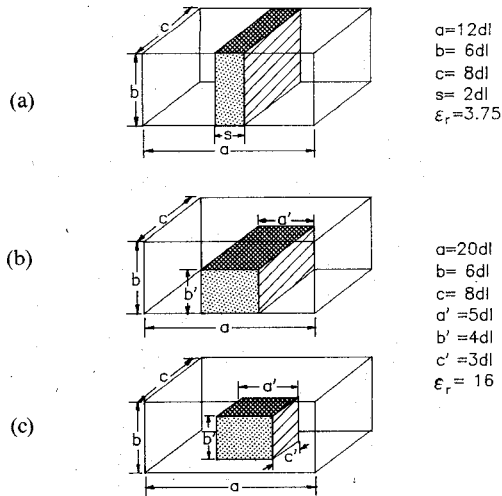 (a)
c
b
s
a
a=12dl
b= 6dl
c= 8dl
s= 2dl
εr=3.75
(b)
c
a'
b
b'
a
a=20dl
b= 6dl
c= 8dl
a' =5dl
b' =4dl
c' =3dl
εr= 16
(c)
c
a'
b
b'
c'
a